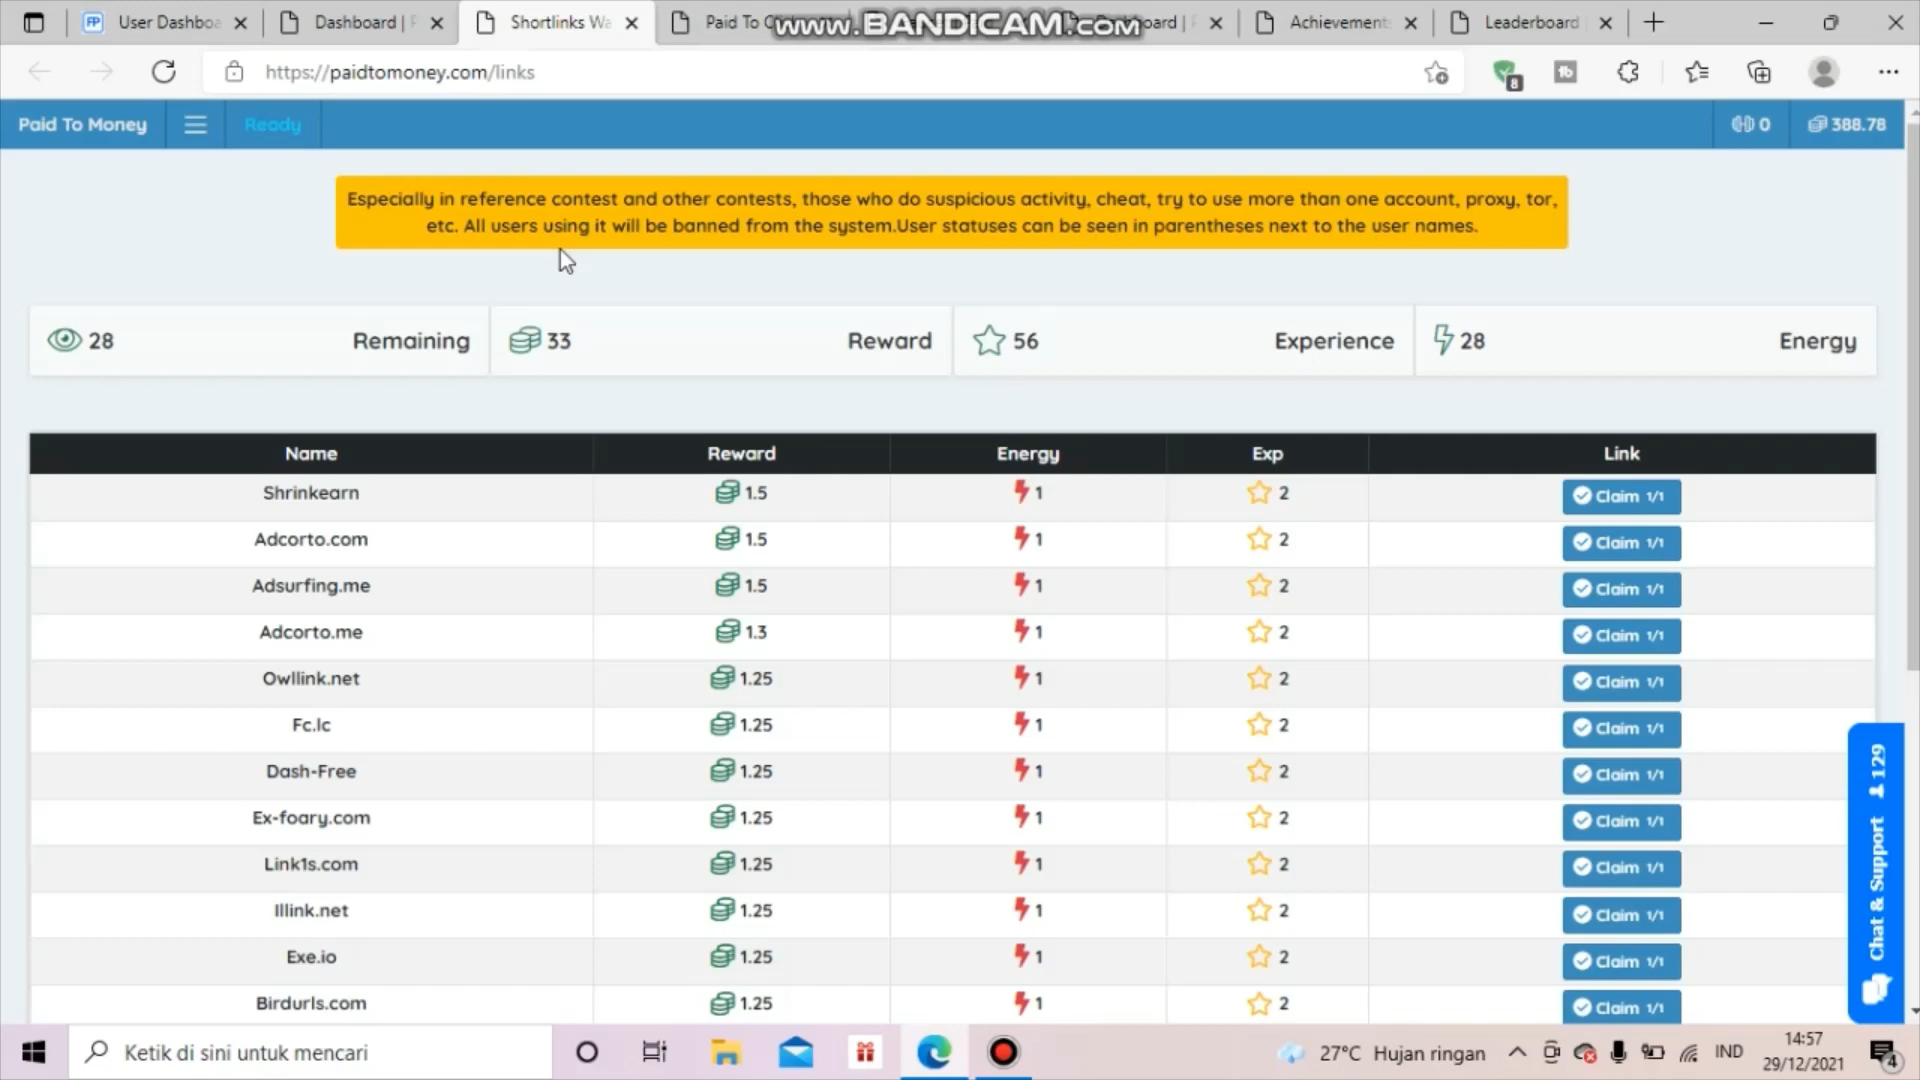 User Dashboa
Dashboard | P
Shortlinks Wa
Paid To
Achievement
Leaderboard
www.BANDICAM.com
https://paidtomoney.com/links
8
Paid To Money
Ready
0
388.78
Especially in reference contest and other contests, those who do suspicious activity, cheat, try to use more than one account, proxy, tor,
etc. All users using it will be banned from the system.User statuses can be seen in parentheses next to the user names.
28 Remaining
33 Reward
56 Experience
28 Energy
Name Reward Energy Exp Link
Shrinkearn 1.5 1 2 Claim 1/1
Adcorto.com 1.5 1 2 Claim 1/1
Adsurfing.me 1.5 1 2 Claim 1/1
Adcorto.me 1.3 1 2 Claim 1/1
Owllink.net 1.25 1 2 Claim 1/1
Fc.lc 1.25 1 2 Claim 1/1
Dash-Free 1.25 1 2 Claim 1/1
Ex-foary.com 1.25 1 2 Claim 1/1
Link1s.com 1.25 1 2 Claim 1/1
Illink.net 1.25 1 2 Claim 1/1
Exe.io 1.25 1 2 Claim 1/1
Birdurls.com 1.25 1 2 Claim 1/1
Chat & Support 129
Ketik di sini untuk mencari
27°C Hujan ringan
IND
14:57
29/12/2021
4